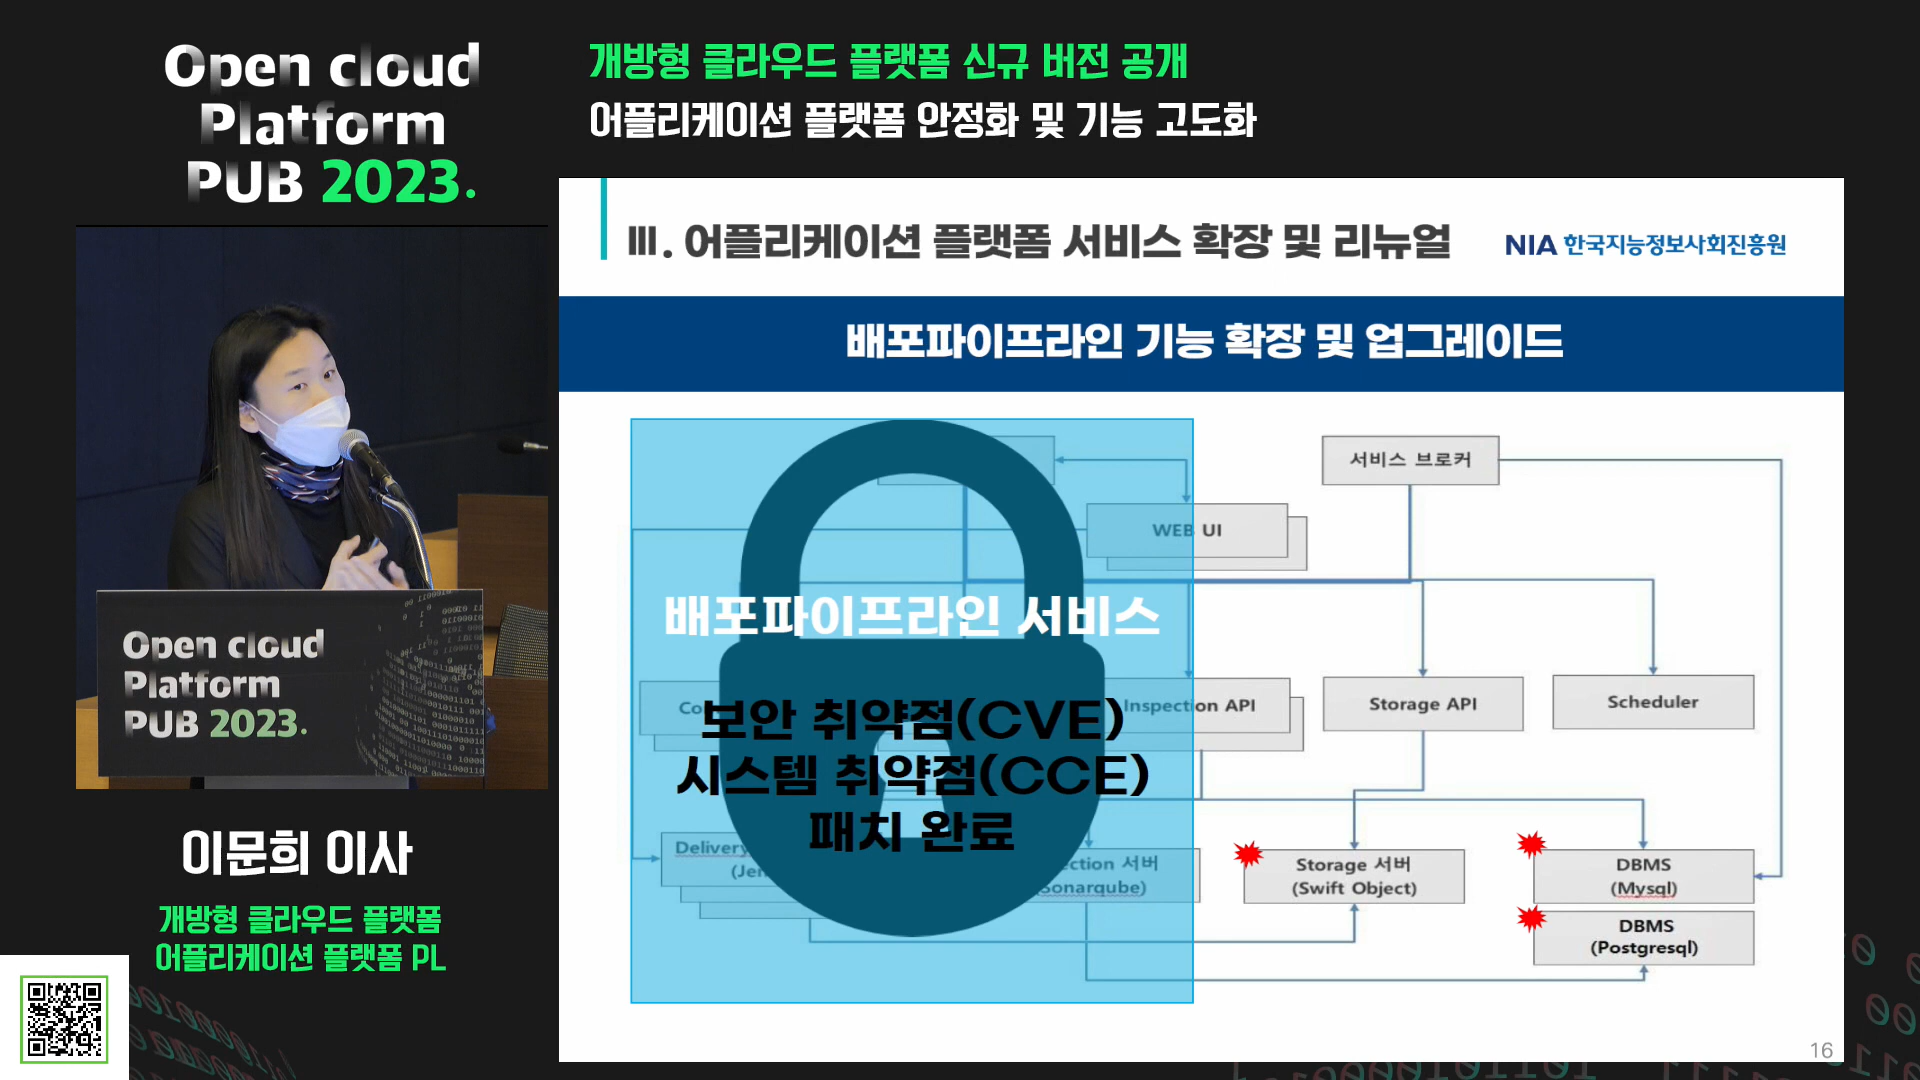 Open cloud
Platform
PUB 2023.
개방형 클라우드 플랫폼 신규 버전 공개
어플리케이션 플랫폼 안정화 및 기능 고도화
Ⅲ. 어플리케이션 플랫폼 서비스 확장 및 리뉴얼
NIA 한국지능정보사회진흥원
배포파이프라인 기능 확장 및 업그레이드
서비스 브로커
WEB UI
배포파이프라인 서비스
보안 취약점(CVE)
시스템 취약점(CCE)
패치 완료
Inspection API
Storage API
Scheduler
Delivery
Storage 서버
(Swift Object)
DBMS
(Mysql)
DBMS
(Postgresql)
서버
Sonarqube)
16
Open cloud
Platform
PUB 2023.
이문희 이사
개방형 클라우드 플랫폼
어플리케이션 플랫폼 PL